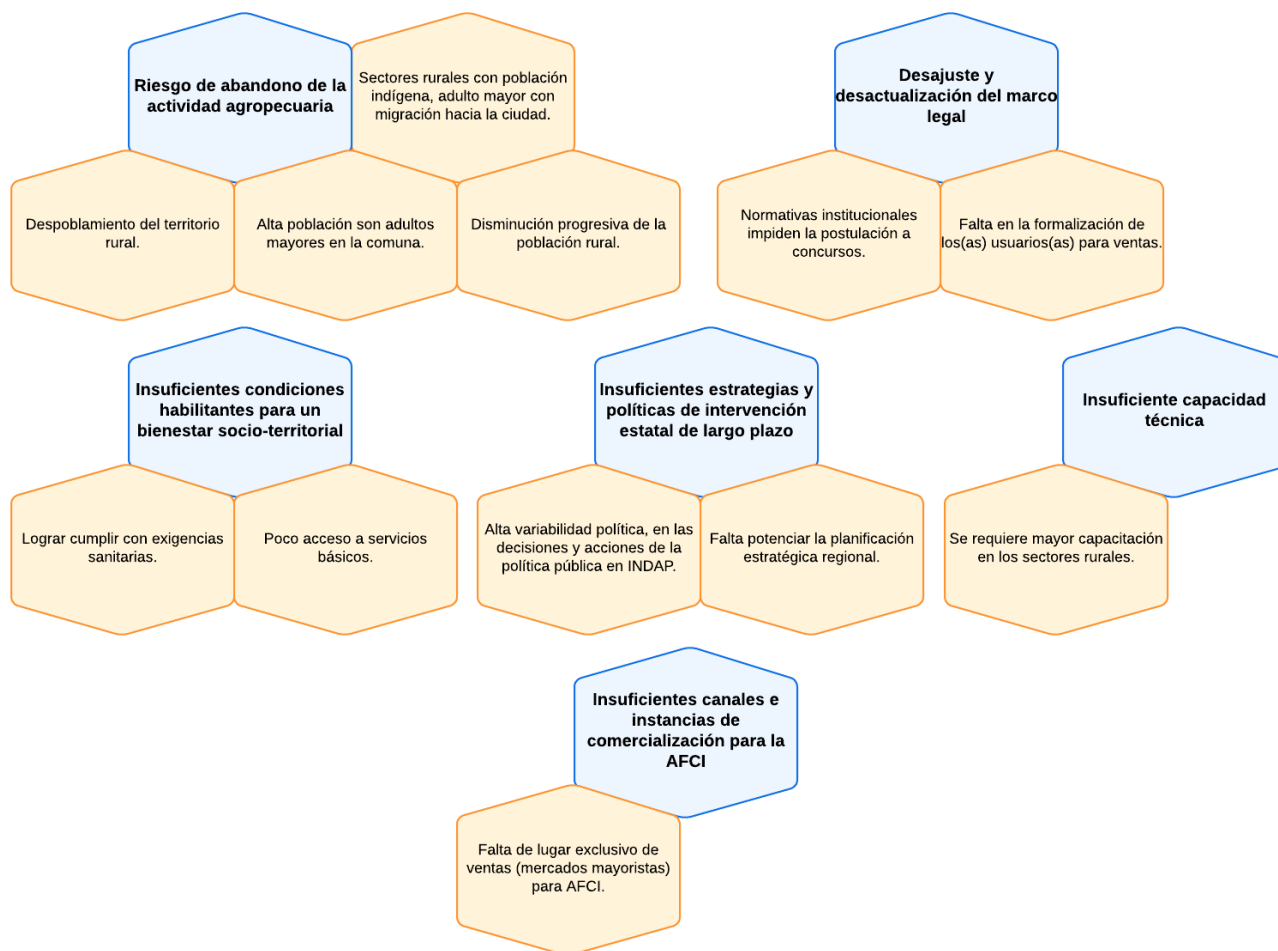 Riesgo de abandono de la
actividad agropecuaria
Sectores rurales con población
indígena, adulto mayor con
migración hacia la ciudad.
Despoblamiento del territorio
rural.
Alta población son adultos
mayores en la comuna.
Disminución progresiva de la
población rural.
Desajuste y
desactualización del marco
legal
Normativas institucionales
impiden la postulación a
concursos.
Falta en la formalización de
los(as) usuarios(as) para ventas.
Insuficientes condiciones
habilitantes para un
bienestar socio-territorial
Lograr cumplir con exigencias
sanitarias.
Poco acceso a servicios
básicos.
Insuficientes estrategias y
políticas de intervención
estatal de largo plazo
Alta variabilidad política, en las
decisiones y acciones de la
política pública en INDAP.
Falta potenciar la planificación
estratégica regional.
Insuficiente capacidad
técnica
Se requiere mayor capacitación
en los sectores rurales.
Insuficientes canales e
instancias de
comercialización para la
AFCI
Falta de lugar exclusivo de
ventas (mercados mayoristas)
para AFCI.